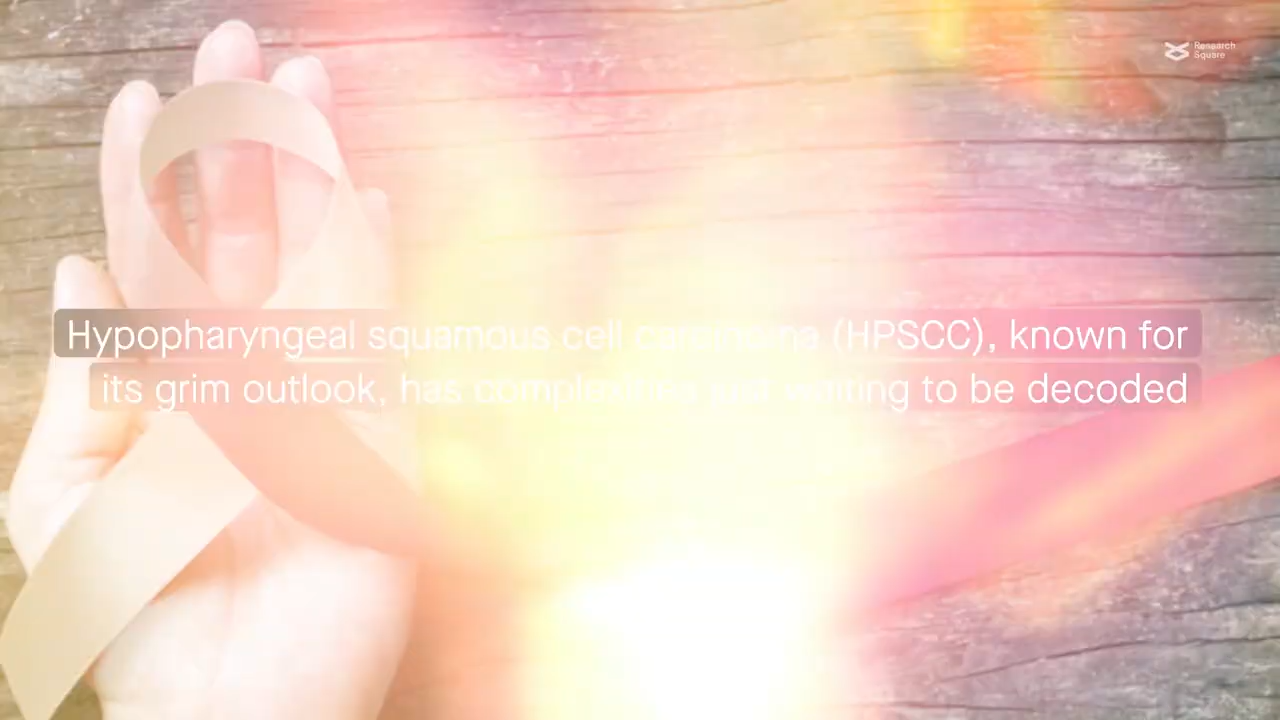 Research
Square
Hypopharyngeal squamous cell carcinoma (HPSCC), known for
its grim outlook, has complexities just waiting to be decoded